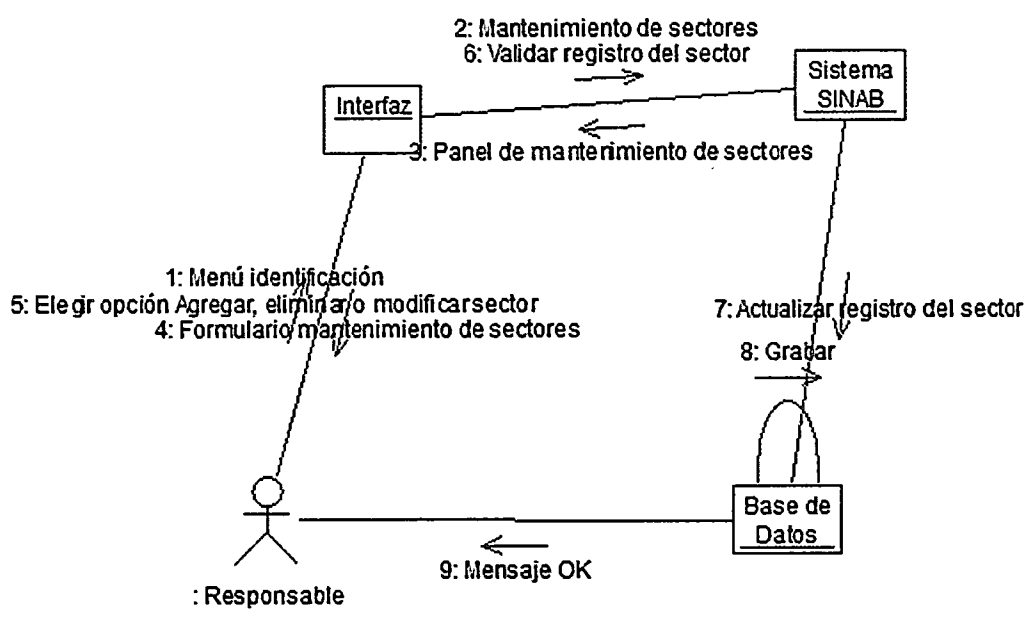 2: Mantenimiento de sectores
6: Validar registro del sector
Sistema
SINAB
Interfaz
3: Panel de mantenimiento de sectores
1: Menú identificación
5: Elegir opción Agregar, eliminar o modificar sector
4: Formulario mantenimiento de sectores
7: Actualizar registro del sector
8: Grabar
Base de
Datos
9: Mensaje OK
: Responsable